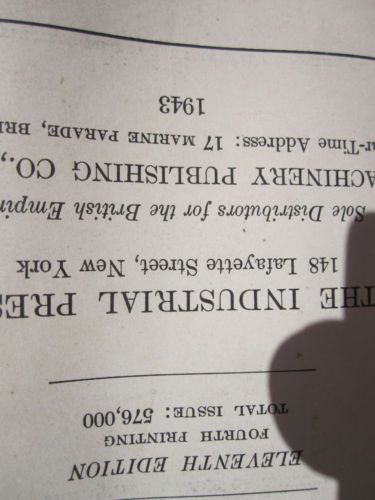 ELEVENTH EDITION
FOURTH PRINTING
TOTAL ISSUE: 576,000
THE INDUSTRIAL PRES
148 Lafayette Street, New York
Sole Distributors for the British Empir
ACHINERY PUBLISHING CO.,
ar-Time Address: 17 MARINE PARADE, BRI
1943